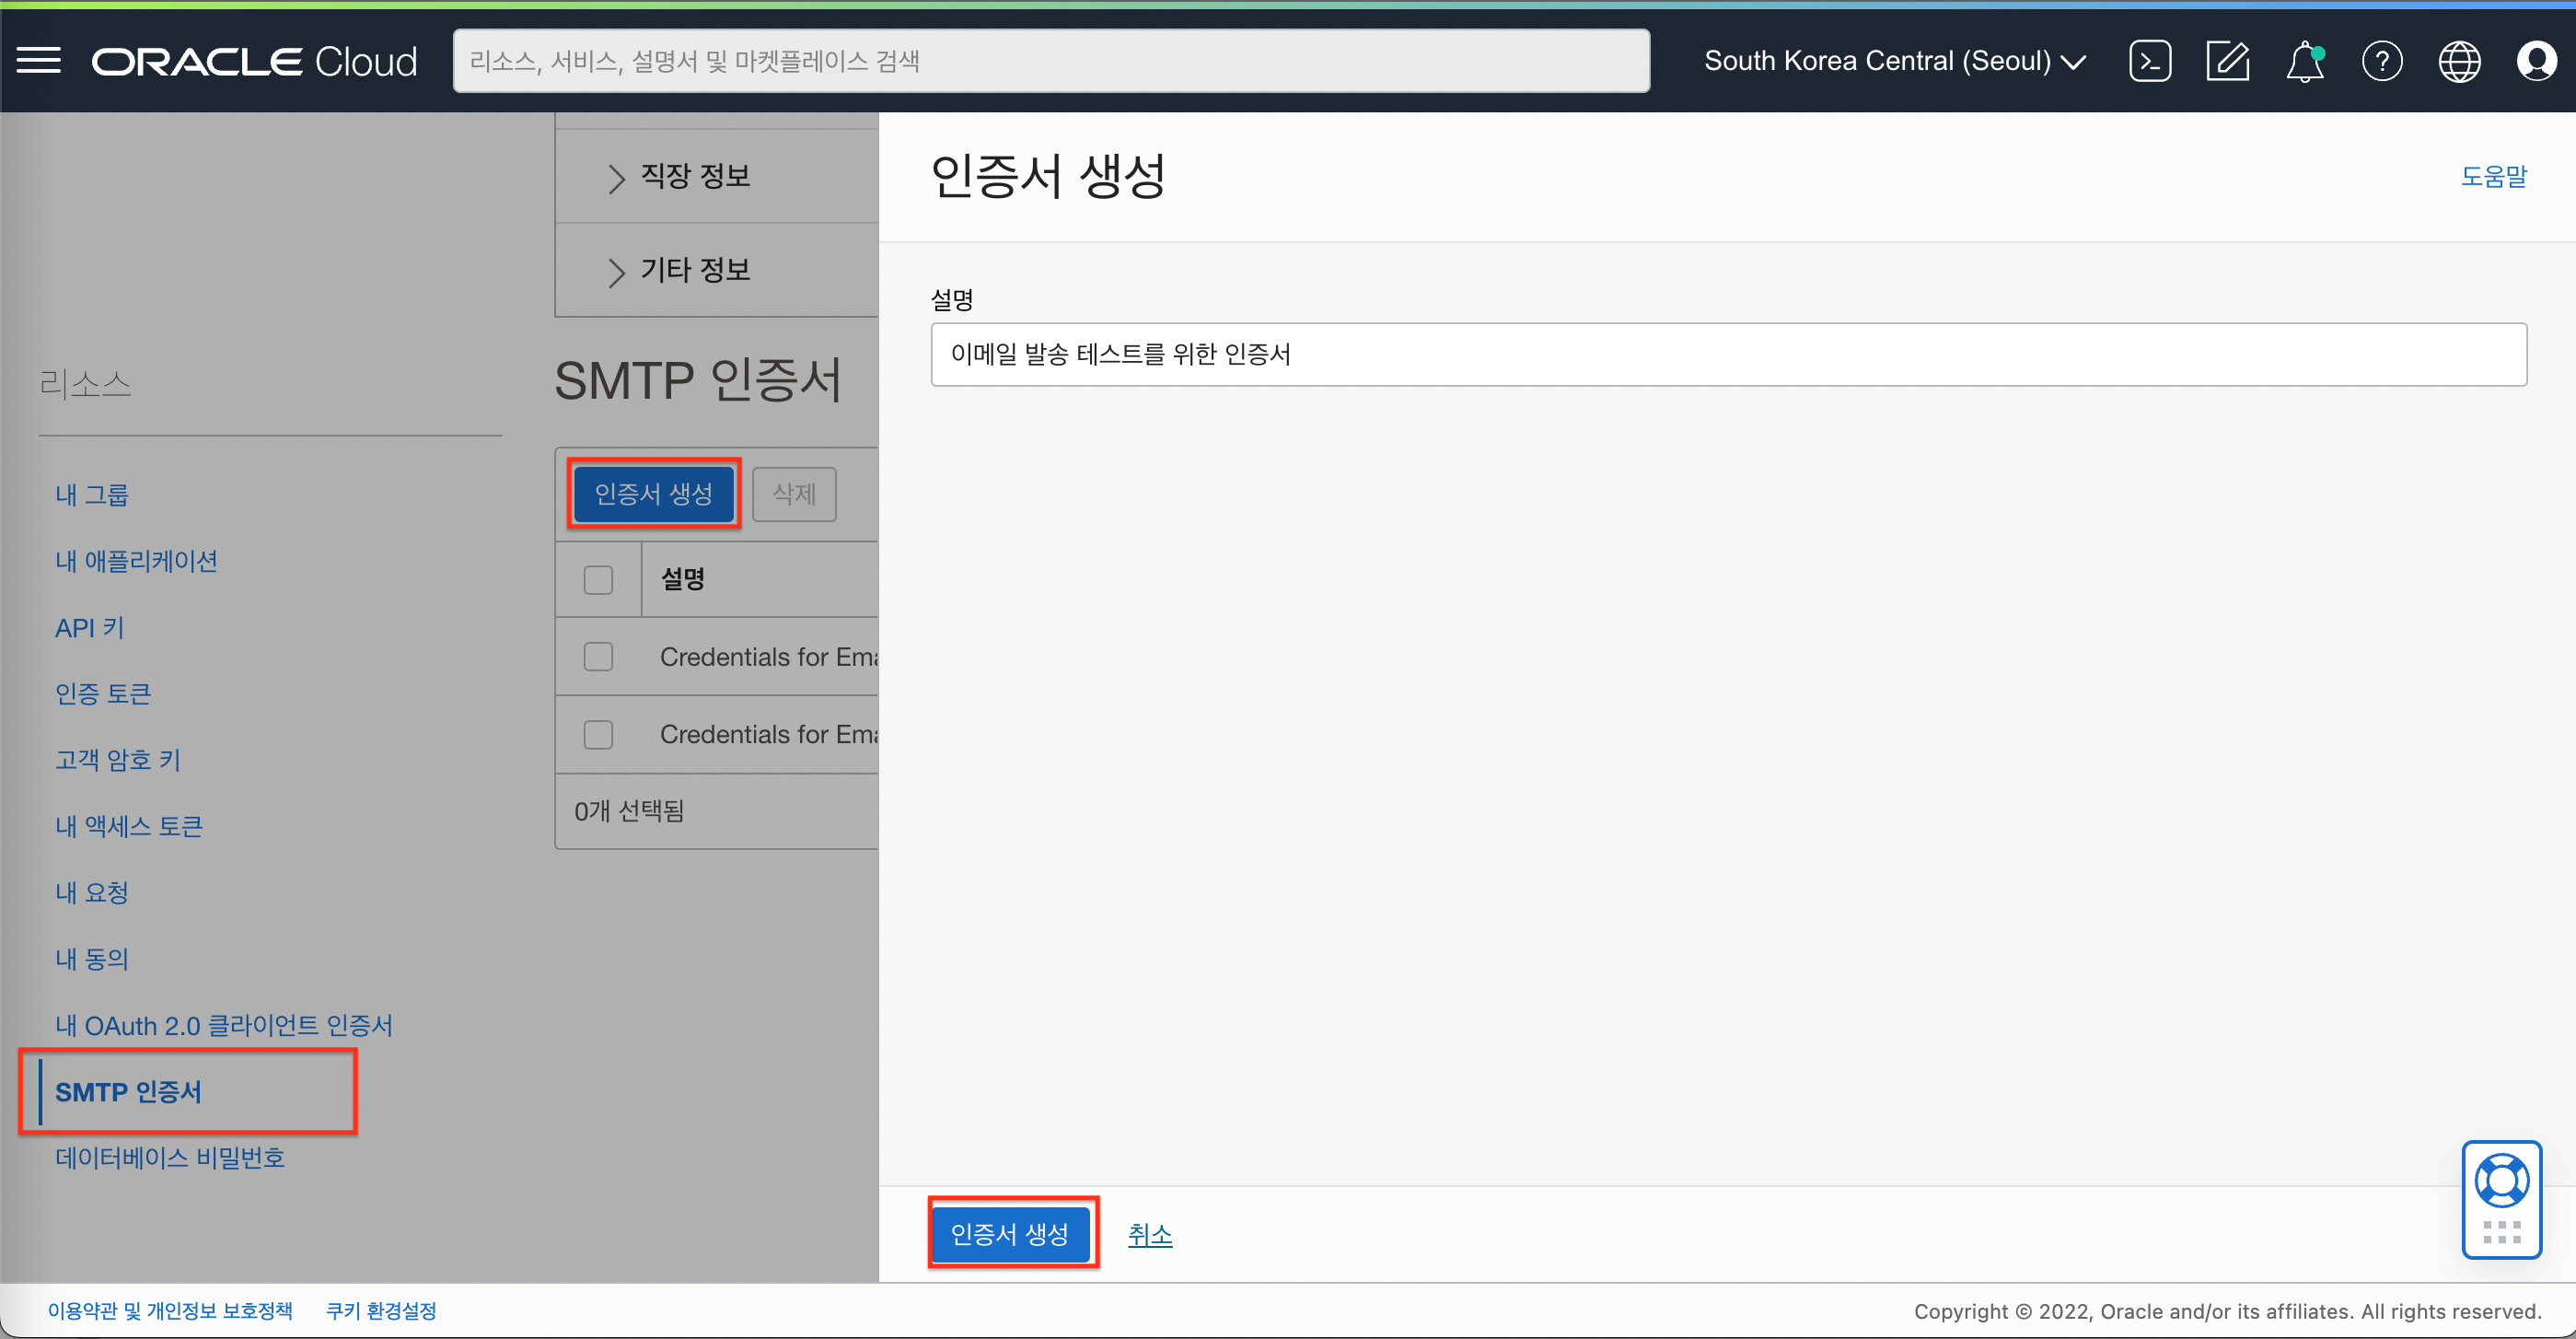 ORACLE Cloud
리소스, 서비스, 설명서 및 마켓플레이스 검색
South Korea Central (Seoul)
직장 정보
기타 정보
리소스
내 그룹
내 애플리케이션
API 키
인증 토큰
고객 암호 키
내 액세스 토큰
내 요청
내 동의
내 OAuth 2.0 클라이언트 인증서
SMTP 인증서
데이터베이스 비밀번호
SMTP 인증서
인증서 생성 삭제
설명
Credentials for Ema
Credentials for Ema
0개 선택됨
인증서 생성
도움말
설명
이메일 발송 테스트를 위한 인증서
인증서 생성 취소
이용약관 및 개인정보 보호정책 쿠키 환경설정
Copyright © 2022, Oracle and/or its affiliates. All rights reserved.